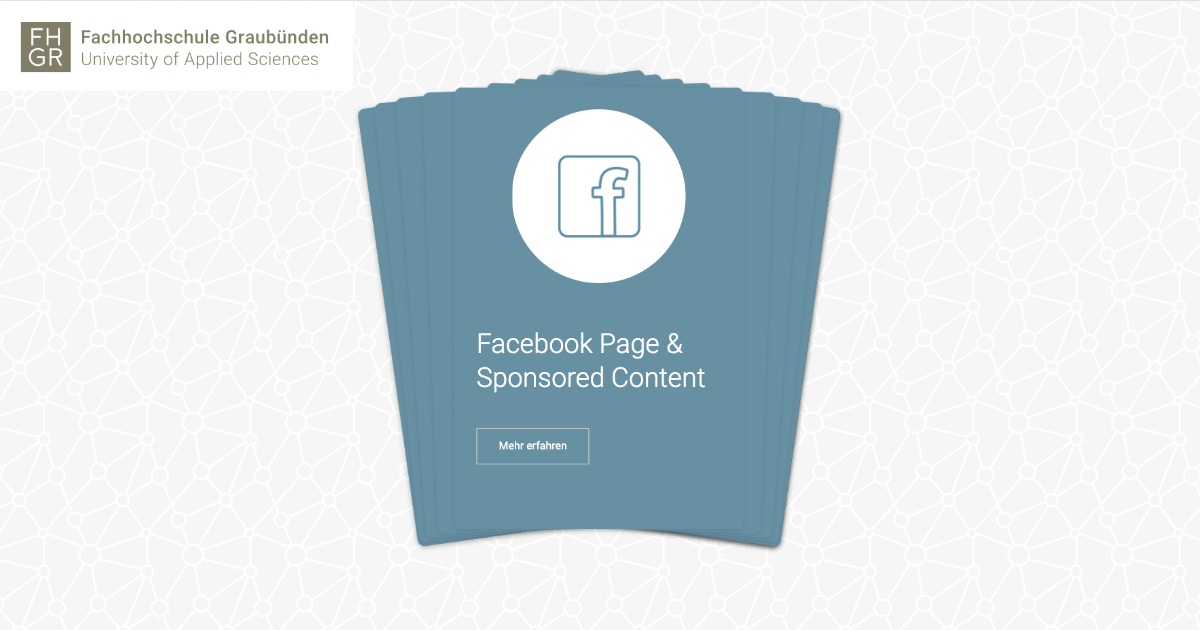 FH
GR
Fachhochschule Graubünden
University of Applied Sciences
Facebook Page &
Sponsored Content
Mehr erfahren